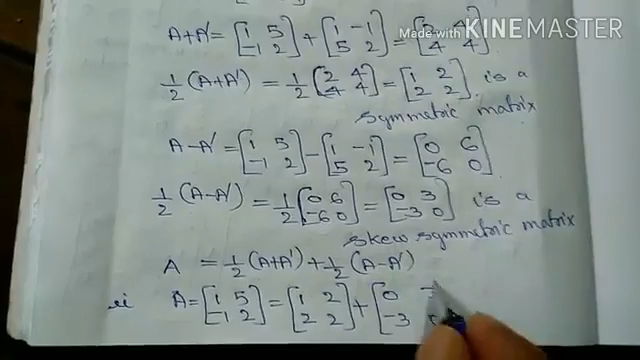 Made with KINEMASTER
A+A' = [1 5 -1 2] + [1 -1 5 2] = [2 4 4 4]
1/2 (A+A') = 1/2 [2 4 4 4] = [1 2 2 2] is a
symmetric matrix
A-A' = [1 5 -1 2] - [1 -1 5 2] = [0 6 -6 0]
1/2 (A-A') = 1/2 [0 6 -6 0] = [0 3 -3 0] is a
skew symmetric matrix
A = 1/2 (A+A') + 1/2 (A-A')
A = [1 5 -1 2] = [1 2 2 2] + [0 -3